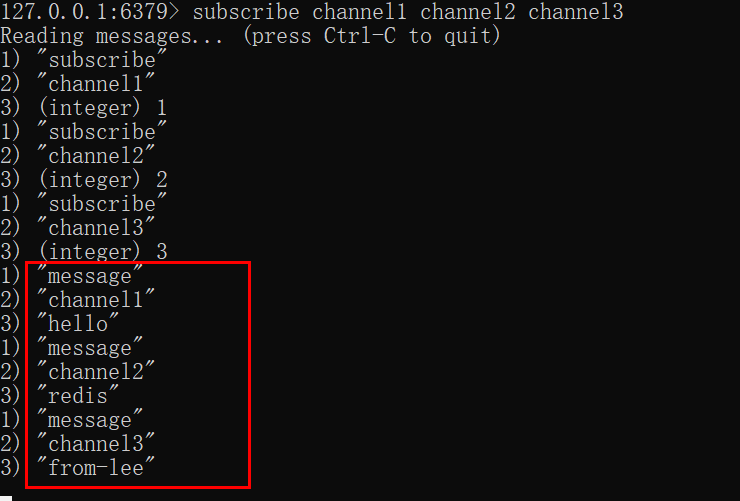 127.0.0.1:6379> subscribe channel1 channel2 channel3
Reading messages... (press Ctrl-C to quit)
1) "subscribe"
2) "channel1"
3) (integer) 1
1) "subscribe"
2) "channel2"
3) (integer) 2
1) "subscribe"
2) "channel3"
3) (integer) 3
1) "message"
2) "channel1"
3) "hello"
1) "message"
2) "channel2"
3) "redis"
1) "message"
2) "channel3"
3) "from-lee"